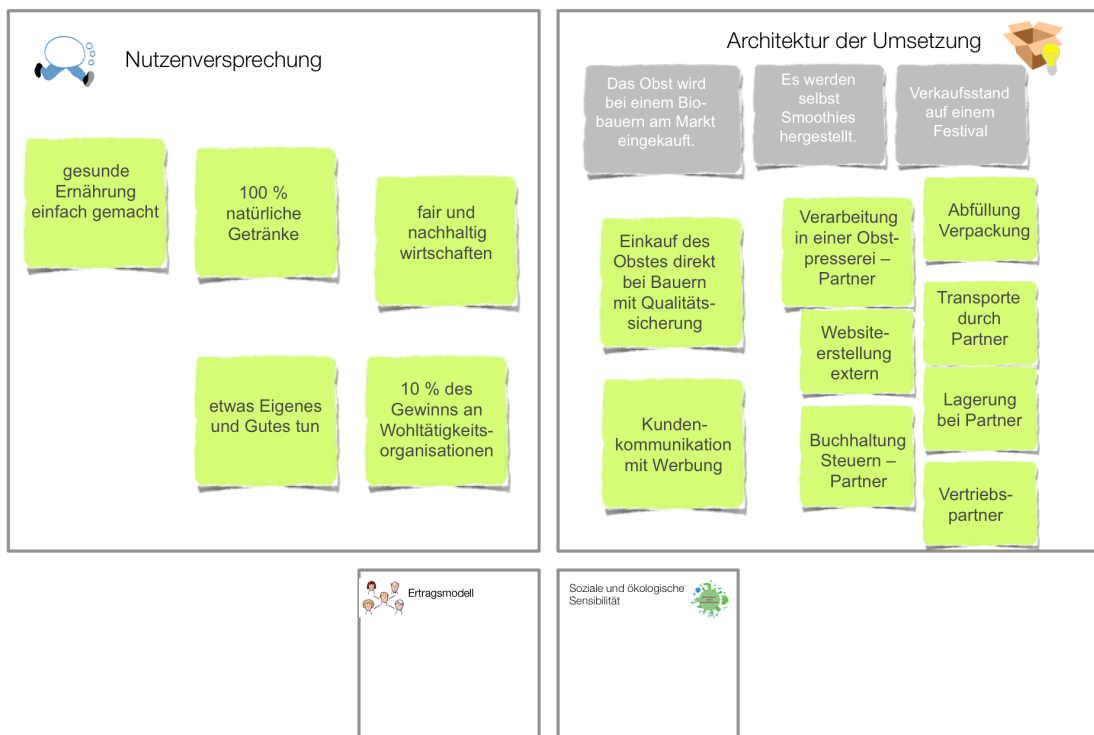 Nutzenversprechung
gesunde
Ernährung
einfach gemacht
100 %
natürliche
Getränke
fair und
nachhaltig
wirtschaften
etwas Eigenes
und Gutes tun
10 % des
Gewinns an
Wohltätigkeits-
organisationen
Architektur der Umsetzung
Das Obst wird
bei einem Bio-
bauern am Markt
eingekauft.
Es werden
selbst
Smoothies
hergestellt.
Verkaufsstand
auf einem
Festival
Einkauf des
Obstes direkt
bei Bauern
mit Qualitäts-
sicherung
Kunden-
kommunikation
mit Werbung
Verarbeitung
in einer Obst-
presserei –
Partner
Website-
erstellung
extern
Buchhaltung
Steuern –
Partner
Abfüllung
Verpackung
Transporte
durch
Partner
Lagerung
bei Partner
Vertriebs-
partner
Ertragsmodell
Soziale und ökologische
Sensibilität